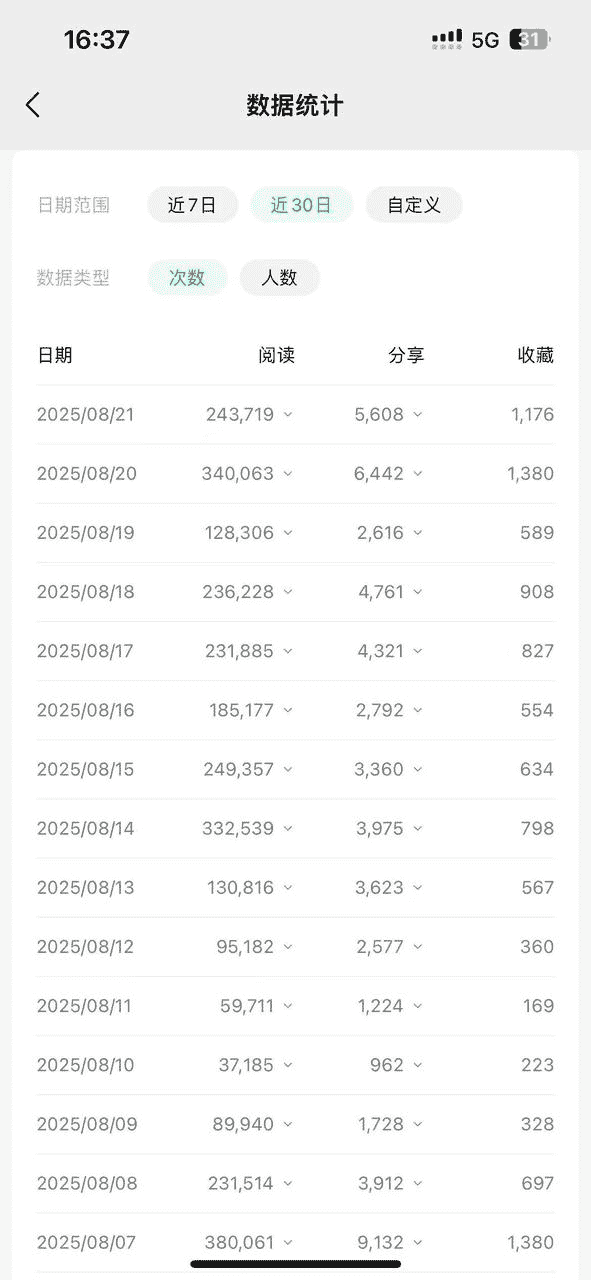 16:37 5G 31
数据统计
日期范围 近7日 近30日 自定义
数据类型 次数 人数
日期 阅读 分享 收藏
2025/08/21 243,719 5,608 1,176
2025/08/20 340,063 6,442 1,380
2025/08/19 128,306 2,616 589
2025/08/18 236,228 4,761 908
2025/08/17 231,885 4,321 827
2025/08/16 185,177 2,792 554
2025/08/15 249,357 3,360 634
2025/08/14 332,539 3,975 798
2025/08/13 130,816 3,623 567
2025/08/12 95,182 2,577 360
2025/08/11 59,711 1,224 169
2025/08/10 37,185 962 223
2025/08/09 89,940 1,728 328
2025/08/08 231,514 3,912 697
2025/08/07 380,061 9,132 1,380